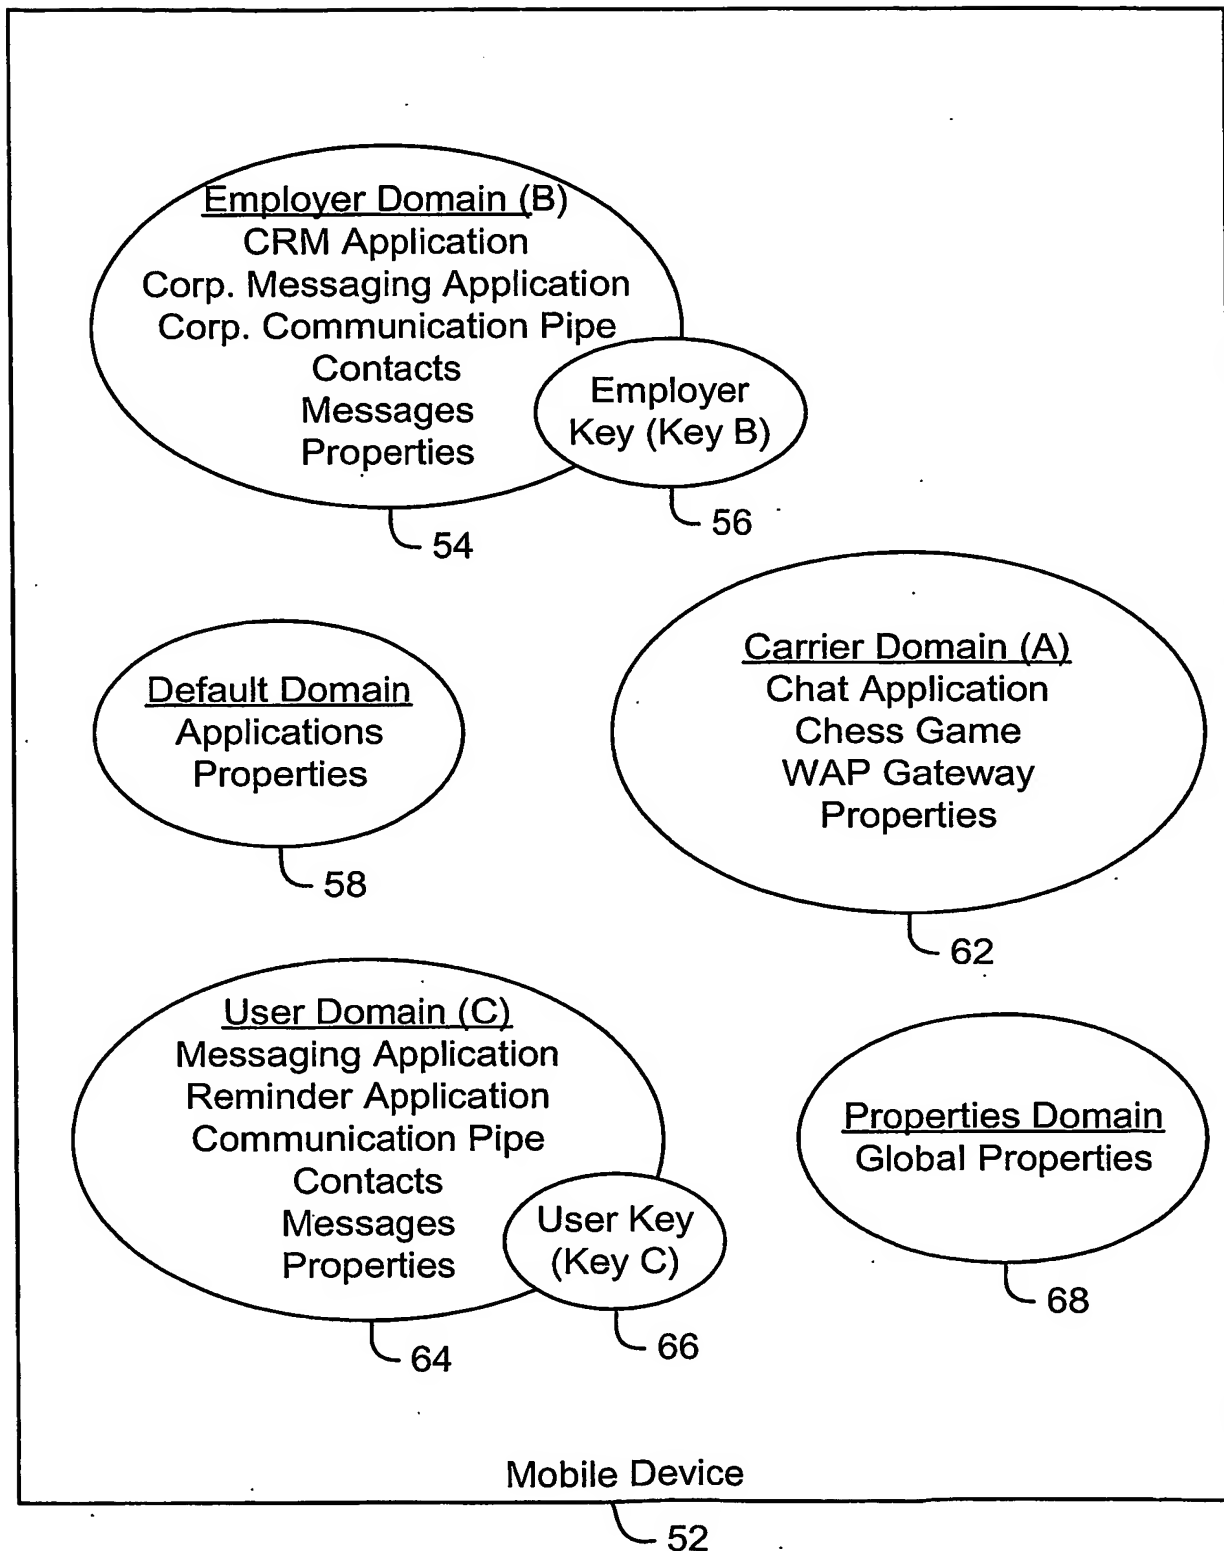 Employer Domain (B)
CRM Application
Corp. Messaging Application
Corp. Communication Pipe
Contacts
Messages
Properties
Employer
Key (Key B)
56
54
Default Domain
Applications
Properties
58
Carrier Domain (A)
Chat Application
Chess Game
WAP Gateway
Properties
62
User Domain (C)
Messaging Application
Reminder Application
Communication Pipe
Contacts
Messages
Properties
User Key
(Key C)
66
64
Properties Domain
Global Properties
68
Mobile Device
52